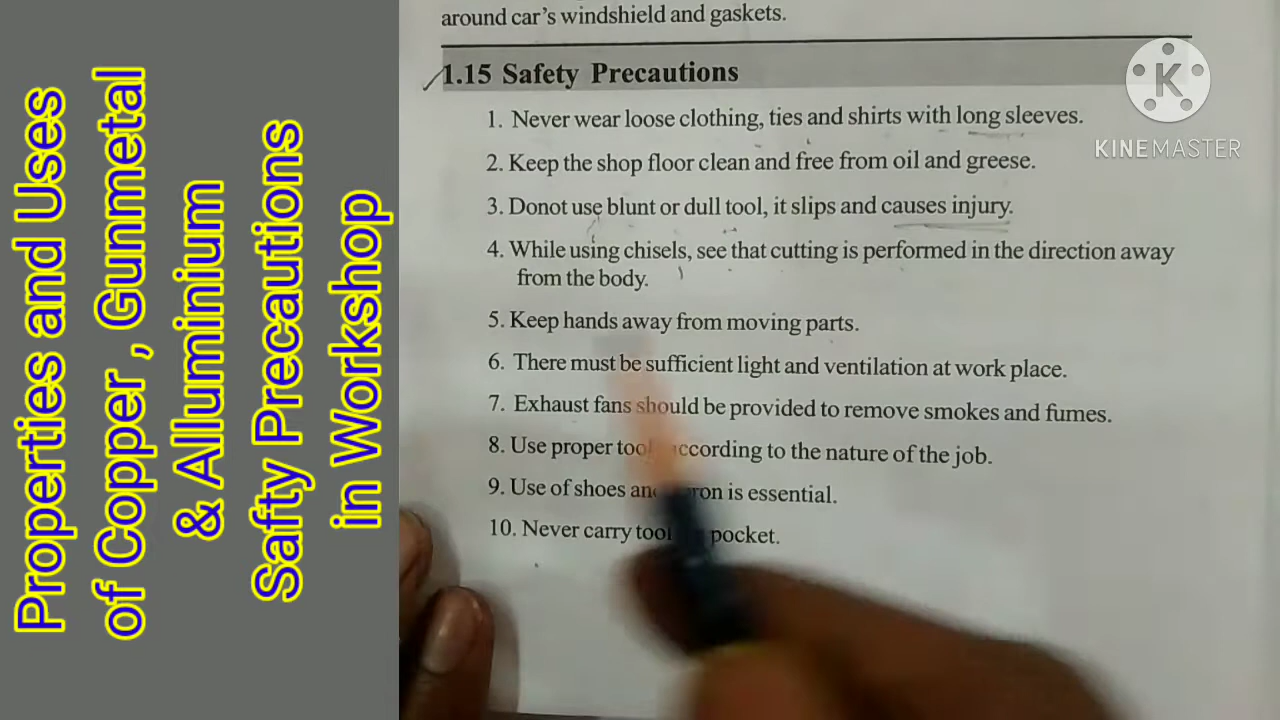 Properties and Uses
of Copper , Gunmetal
& Alluminium
Safty Precautions
in Workshop
around car's windshield and gaskets.
1.15 Safety Precautions
1. Never wear loose clothing, ties and shirts with long sleeves.
2. Keep the shop floor clean and free from oil and greese.
3. Donot use blunt or dull tool, it slips and causes injury.
4. While using chisels, see that cutting is performed in the direction away
from the body.
5. Keep hands away from moving parts.
6. There must be sufficient light and ventilation at work place.
7. Exhaust fans should be provided to remove smokes and fumes.
8. Use proper according to the nature of the job.
9. Use of shoes and is essential.
10. Never carry pocket.
K
KINEMASTER